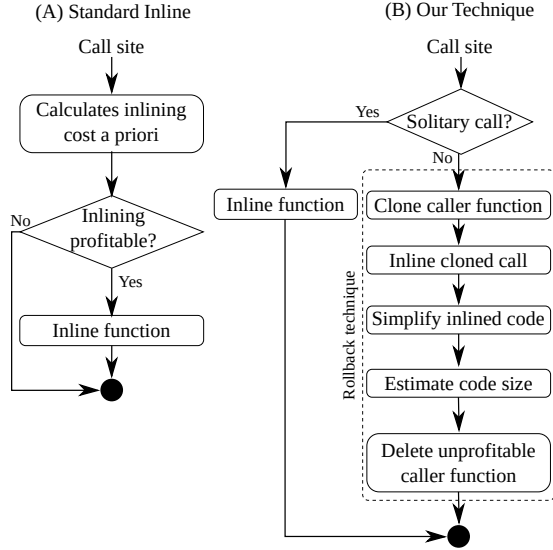 (A) Standard Inline
Call site
Calculates inlining
cost a priori
Inlining
profitable?
No
Yes
Inline function
(B) Our Technique
Call site
Solitary call?
Yes
No
Inline function
Rollback technique
Clone caller function
Inline cloned call
Simplify inlined code
Estimate code size
Delete unprofitable
caller function